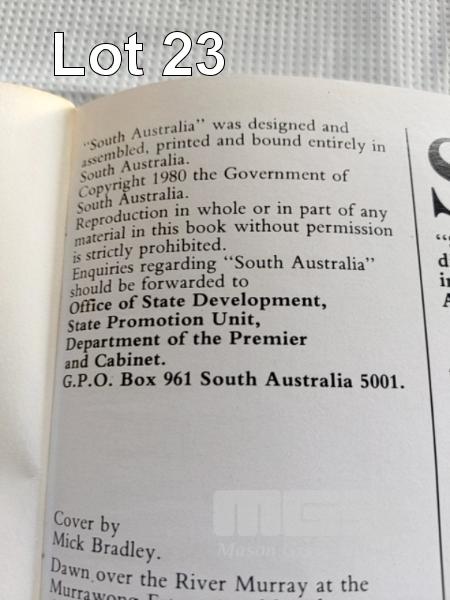 Lot 23
"South Australia" was designed and
assembled, printed and bound entirely in
South Australia.
Copyright 1980 the Government of
South Australia.
Reproduction in whole or in part of any
material in this book without permission
is strictly prohibited.
Enquiries regarding "South Australia"
should be forwarded to
Office of State Development,
State Promotion Unit,
Department of the Premier
and Cabinet.
G.P.O. Box 961 South Australia 5001.
Cover by
Mick Bradley.
Dawn over the River Murray at the
Murrawong
Mason